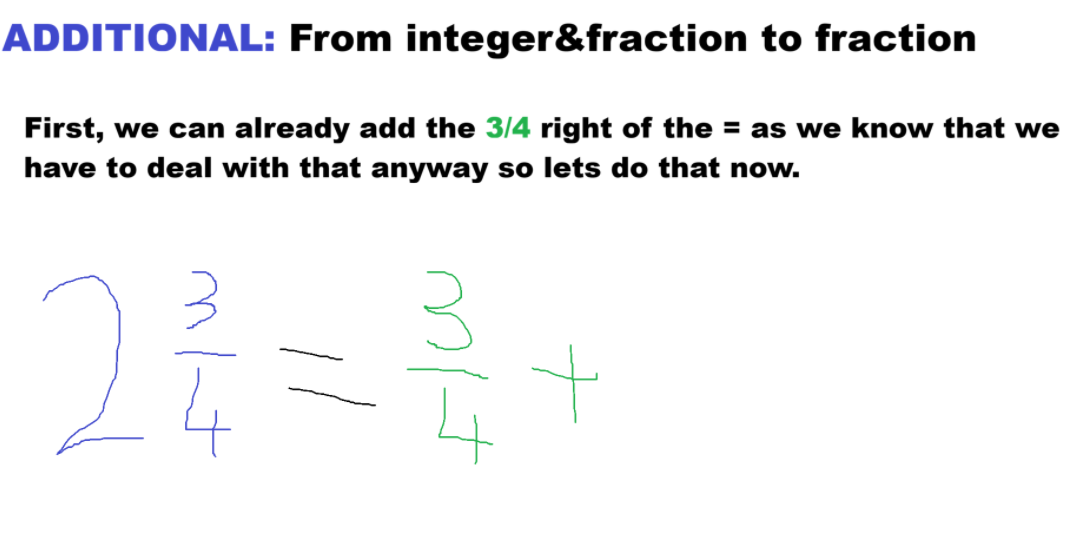 ADDITIONAL: From integer&fraction to fraction
First, we can already add the 3/4 right of the = as we know that we
have to deal with that anyway so lets do that now.
2 3/4 = 3/4 +